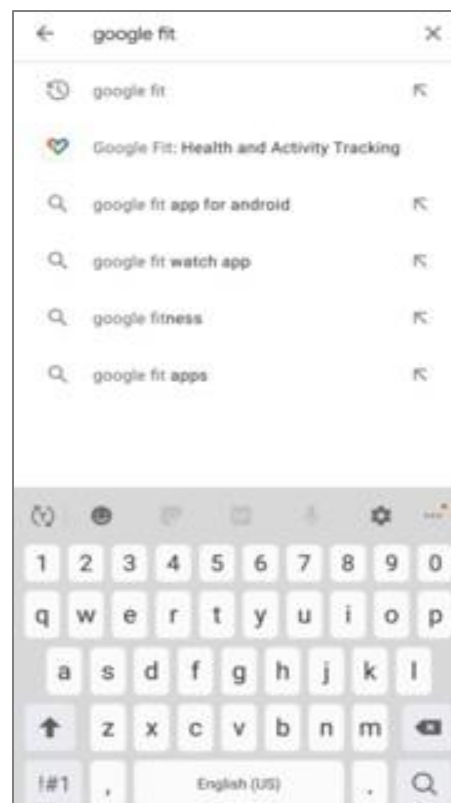 google fit
google fit
Google Fit: Health and Activity Tracking
google fit app for android
google fit watch app
google fitness
google fit apps
1 2 3 4 5 6 7 8 9 0
q w e r t y u i o p
a s d f g h j k l
z x c v b n m
!#1 , English (US) .